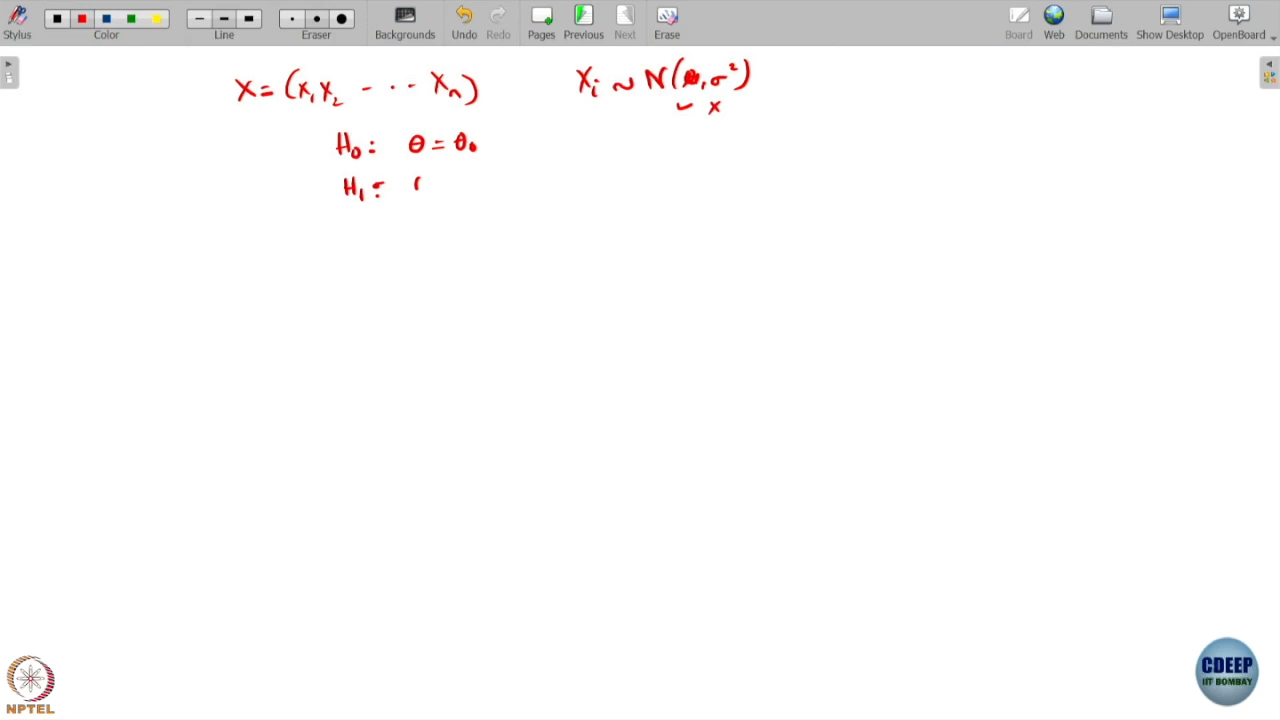 Stylus Color Line Eraser Backgrounds Undo Redo Pages Previous Next Erase Board Web Documents Show Desktop OpenBoard
X = (X₁ X₂ - - ·· Xₙ) Xᵢ ~ N(θ, σ²)
✓ x
H₀ : θ = θ₀
H₁ :
NPTEL
CDEEP
IIT BOMBAY